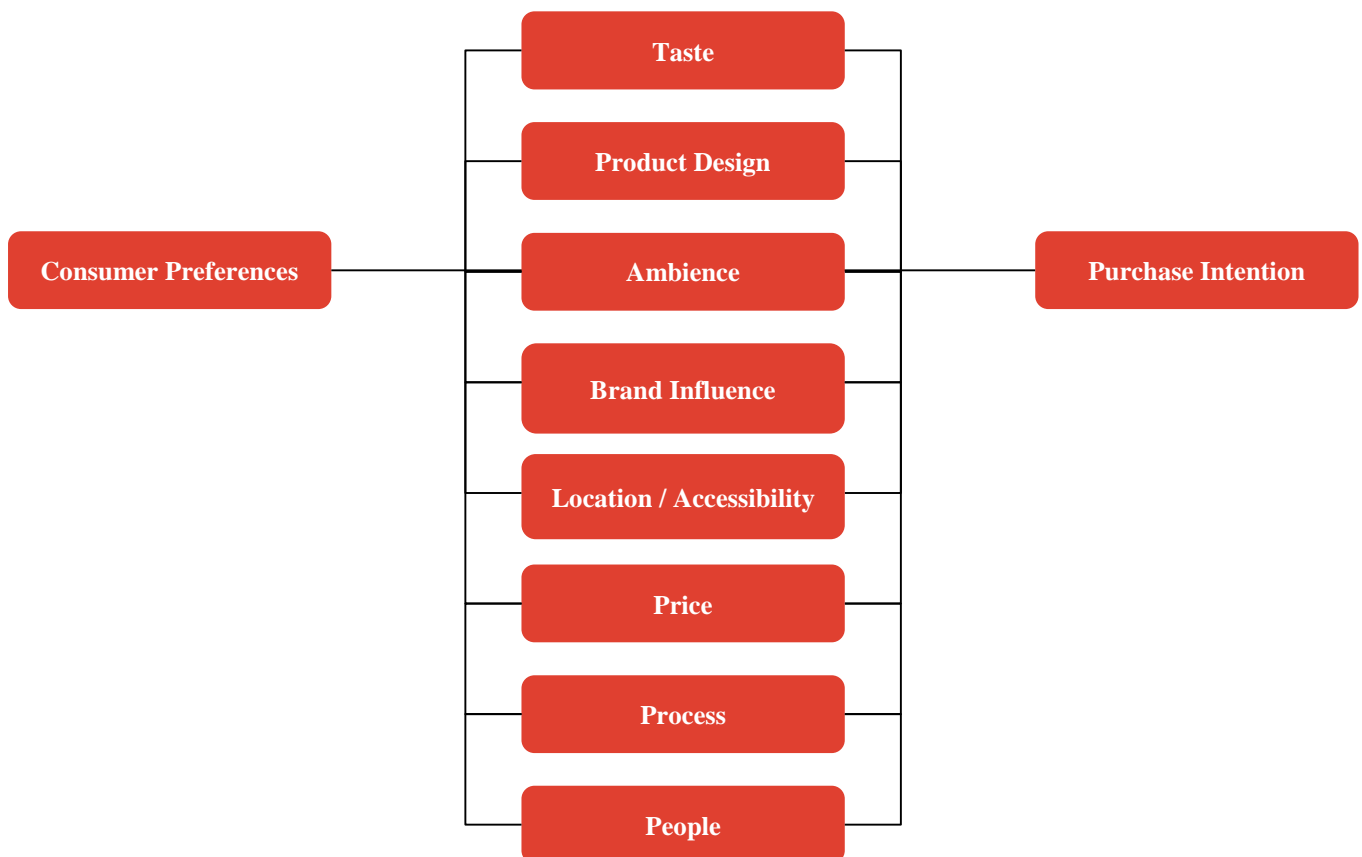 Taste
Product Design
Consumer Preferences
Ambience
Purchase Intention
Brand Influence
Location / Accessibility
Price
Process
People